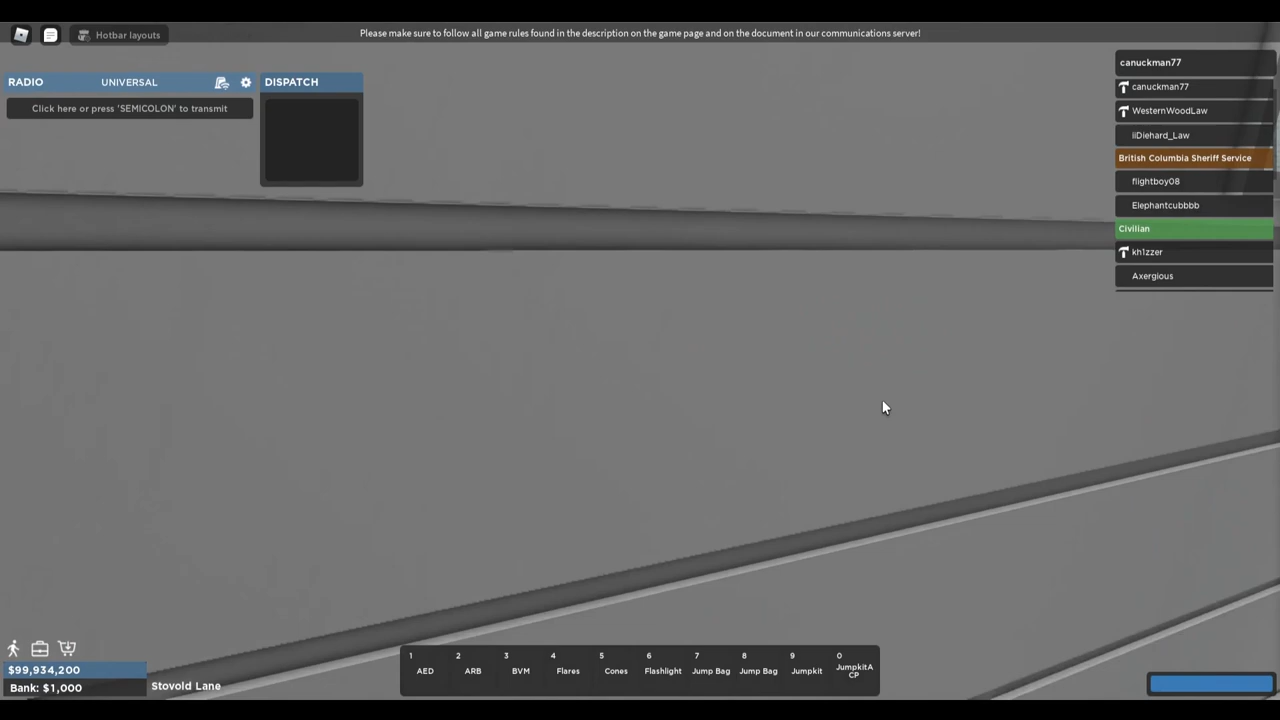 Hotbar layouts
Please make sure to follow all game rules found in the description on the game page and on the document in our communications server!
RADIO UNIVERSAL
Click here or press 'SEMICOLON' to transmit
DISPATCH
canuckman77
canuckman77
WesternWoodLaw
iiDiehard_Law
British Columbia Sheriff Service
flightboy08
Elephantcubbbb
Civilian
kh1zzer
Axergious
$99,934,200
Bank: $1,000
Stovold Lane
1 2 3 4 5 6 7 8 9 0
AED ARB BVM Flares Cones Flashlight Jump Bag Jump Bag Jumpkit JumpkitA
CP